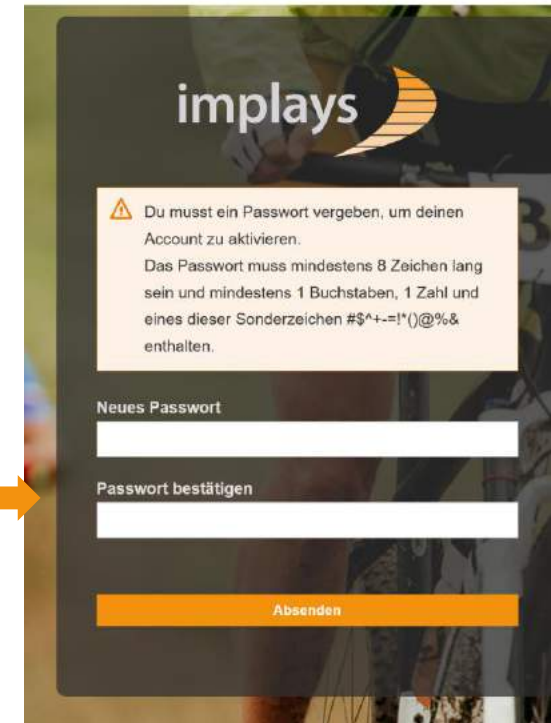 implays
Du musst ein Passwort vergeben, um deinen
Account zu aktivieren.
Das Passwort muss mindestens 8 Zeichen lang
sein und mindestens 1 Buchstaben, 1 Zahl und
eines dieser Sonderzeichen #$^+-=!*()@%&
enthalten.
Neues Passwort
Passwort bestätigen
Absenden